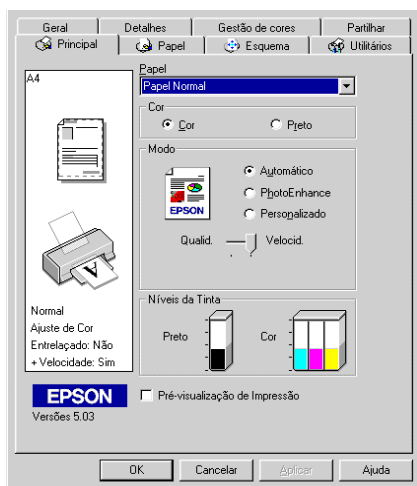 Geral Detalhes Gestão de cores Partilhar
Principal Papel Esquema Utilitários
A4
Papel
Papel Normal
Cor
Cor Preto
Modo
Automático
PhotoEnhance
Personalizado
EPSON
Qualid. Velocid.
Normal
Ajuste de Cor
Entrelaçado: Não
+ Velocidade: Sim
Níveis da Tinta
Preto Cor
EPSON
Versões 5.03
Pré-visualização de Impressão
OK Cancelar Aplicar Ajuda